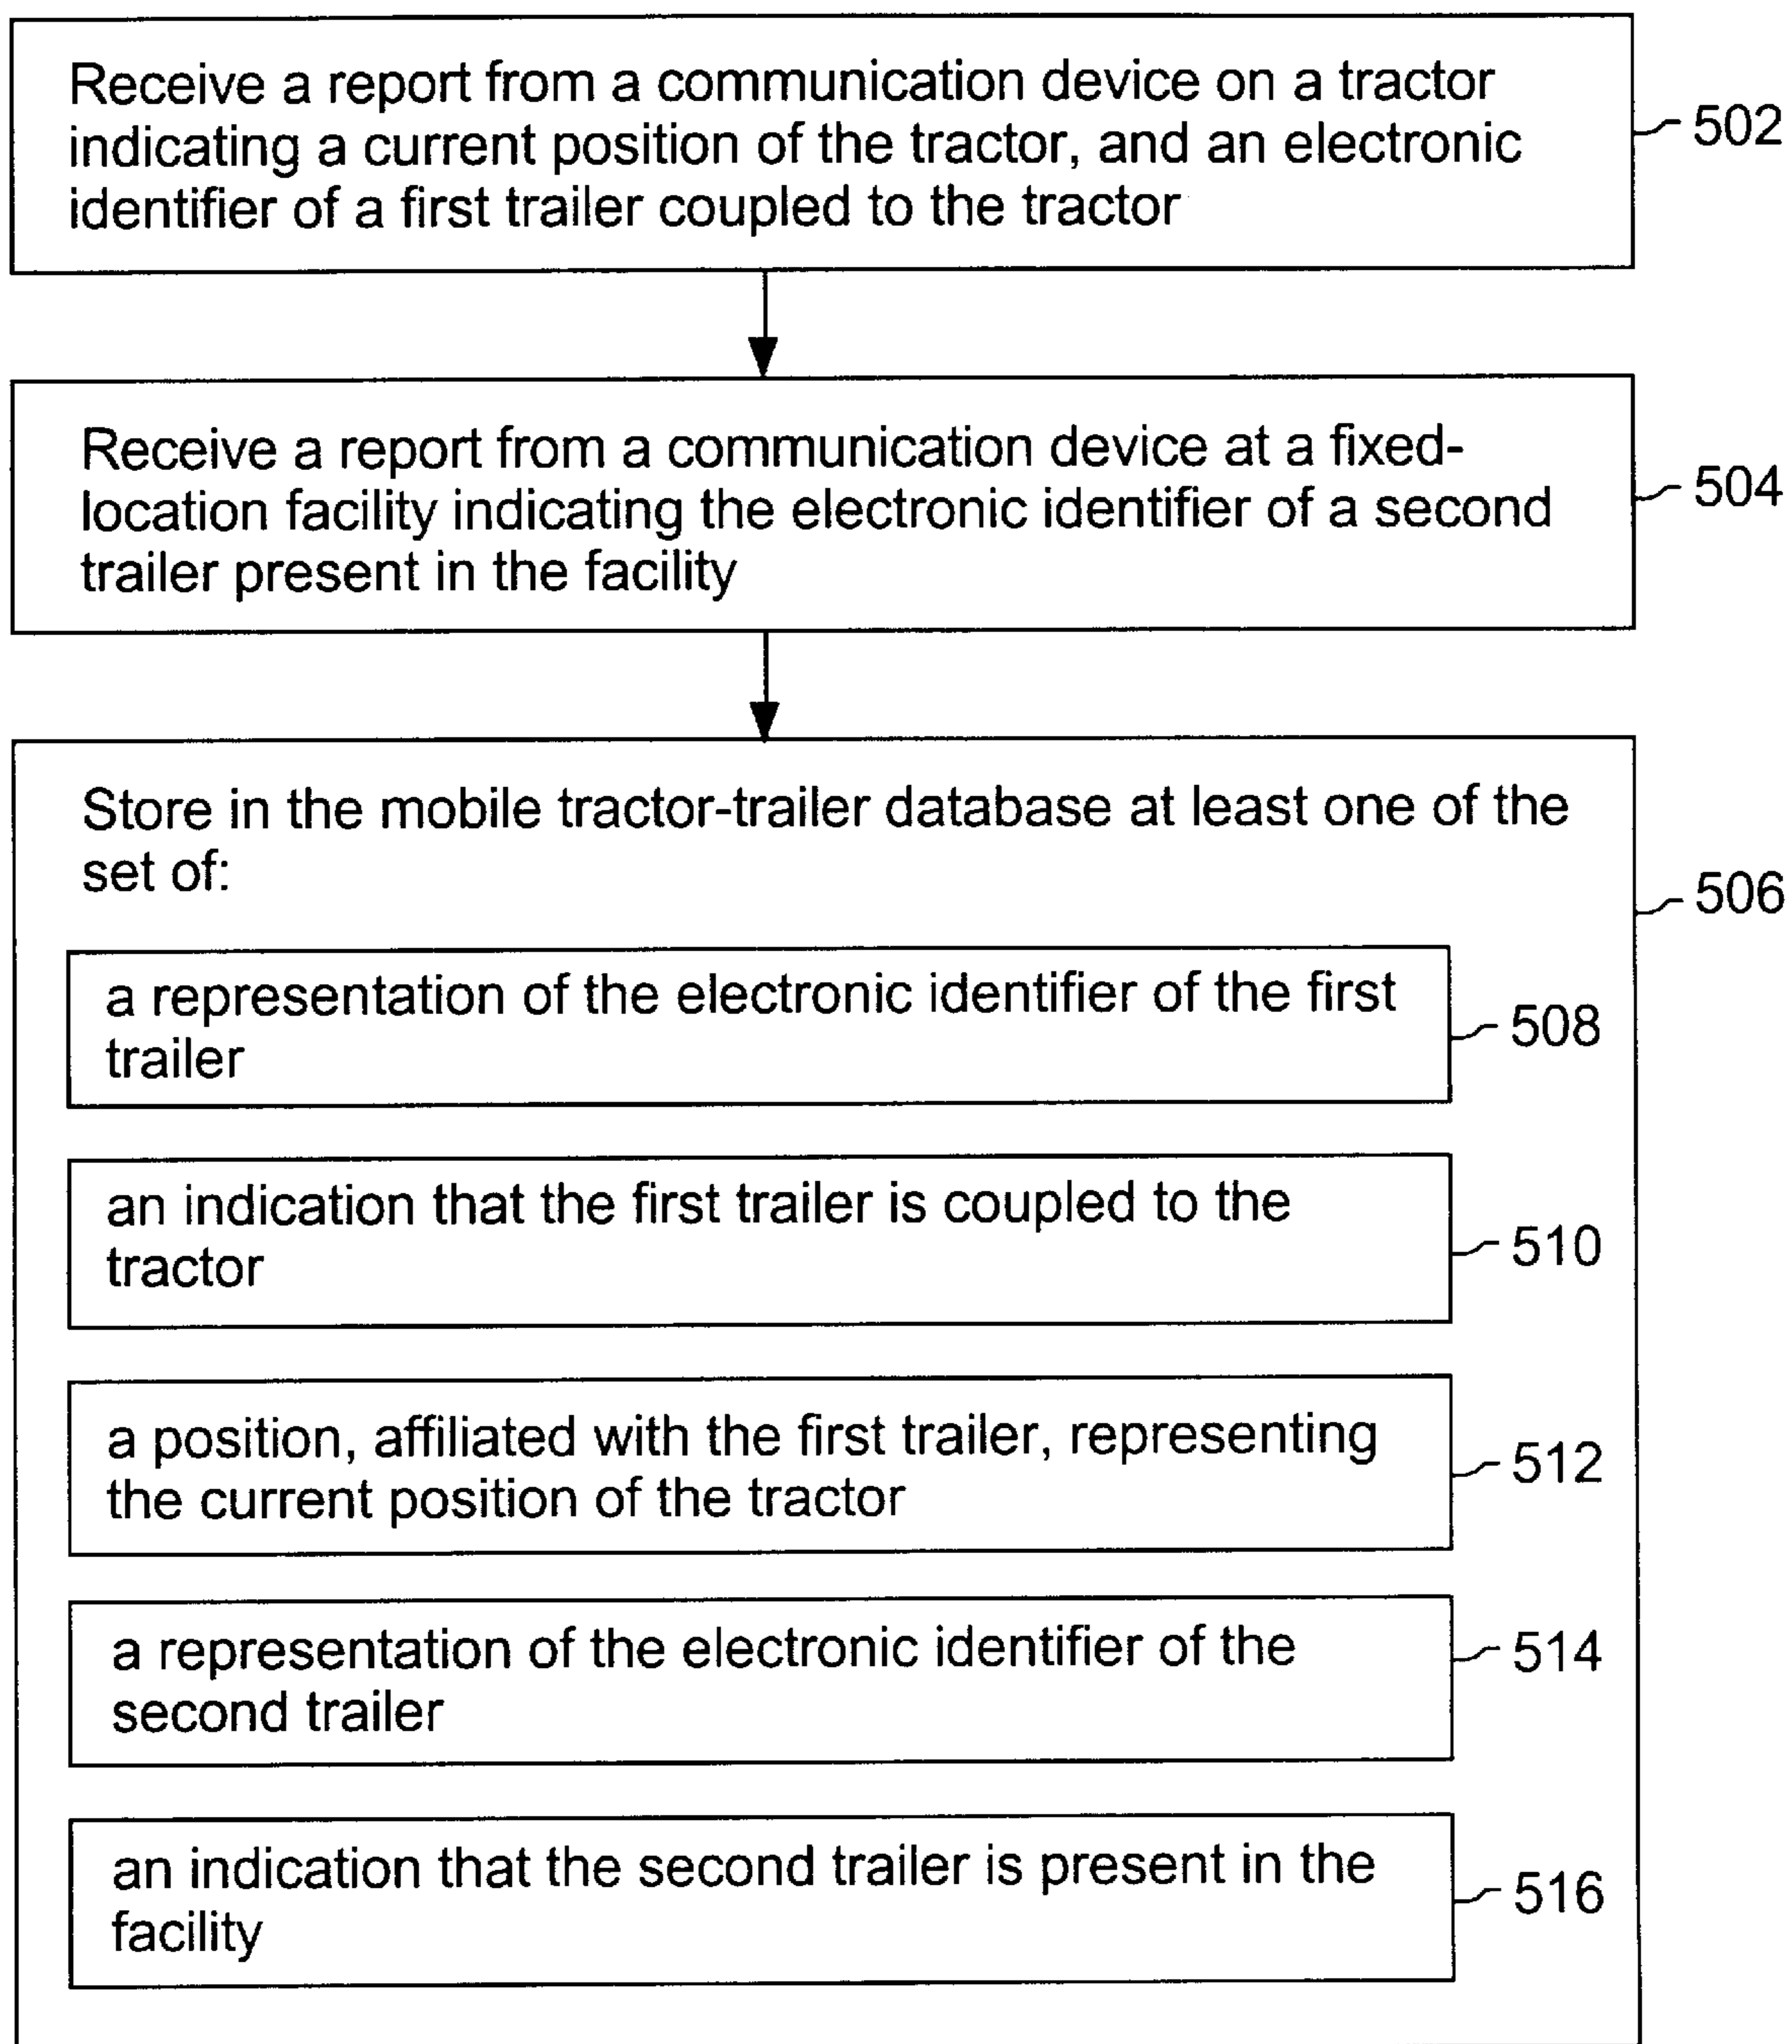 Receive a report from a communication device on a tractor
indicating a current position of the tractor, and an electronic
identifier of a first trailer coupled to the tractor
502
Receive a report from a communication device at a fixed-
location facility indicating the electronic identifier of a second
trailer present in the facility
504
Store in the mobile tractor-trailer database at least one of the
set of:
506
a representation of the electronic identifier of the first
trailer
508
an indication that the first trailer is coupled to the
tractor
510
a position, affiliated with the first trailer, representing
the current position of the tractor
512
a representation of the electronic identifier of the
second trailer
514
an indication that the second trailer is present in the
facility
516